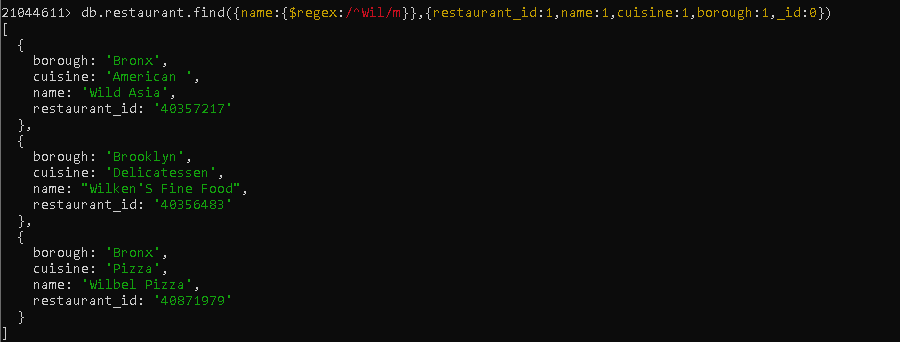 21044611> db.restaurant.find({name:{$regex:/^Wil/m}},{restaurant_id:1,name:1,cuisine:1,borough:1,_id:0})
[
  {
    borough: 'Bronx',
    cuisine: 'American ',
    name: 'Wild Asia',
    restaurant_id: '40357217'
  },
  {
    borough: 'Brooklyn',
    cuisine: 'Delicatessen',
    name: "Wilken'S Fine Food",
    restaurant_id: '40356483'
  },
  {
    borough: 'Bronx',
    cuisine: 'Pizza',
    name: 'Wilbel Pizza',
    restaurant_id: '40871979'
  }
]